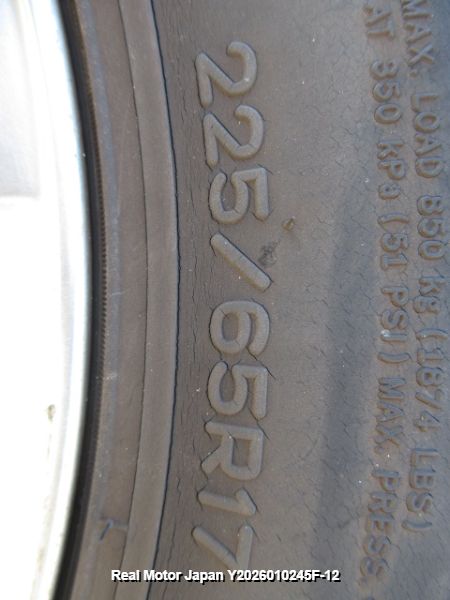 225/65R17
MAX. LOAD 850 kg (1874 LBS)
AT 350 kPa (51 PSI) MAX. PRESS.
Real Motor Japan Y2026010245F-12